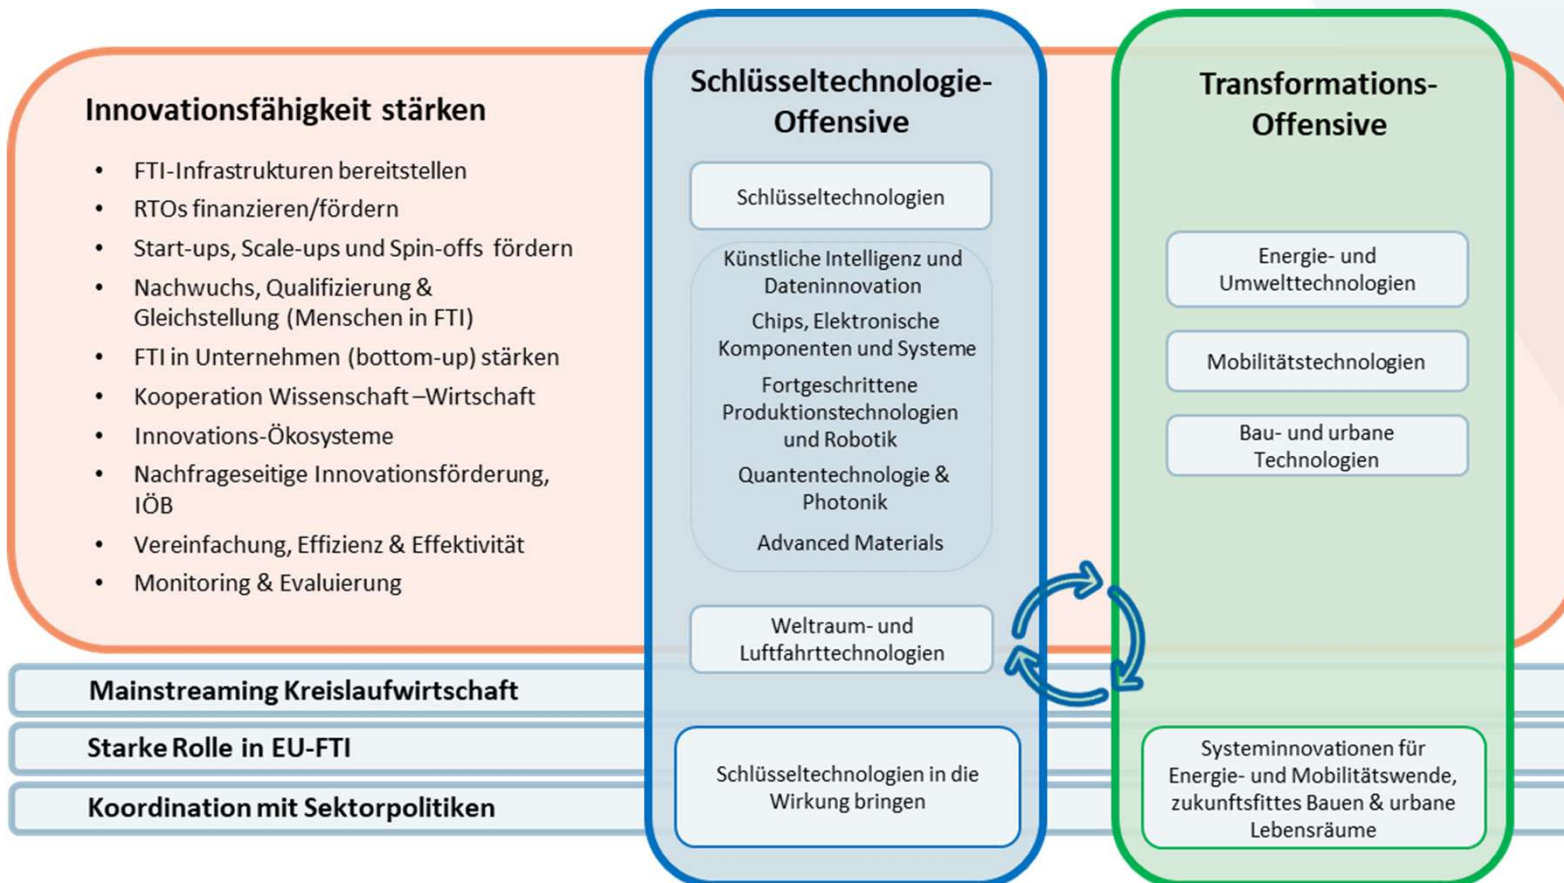 Innovationsfähigkeit stärken
• FTI-Infrastrukturen bereitstellen
• RTOs finanzieren/fördern
• Start-ups, Scale-ups und Spin-offs fördern
• Nachwuchs, Qualifizierung &
Gleichstellung (Menschen in FTI)
• FTI in Unternehmen (bottom-up) stärken
• Kooperation Wissenschaft –Wirtschaft
• Innovations-Ökosysteme
• Nachfrageseitige Innovationsförderung,
IÖB
• Vereinfachung, Effizienz & Effektivität
• Monitoring & Evaluierung
Schlüsseltechnologie-
Offensive
Schlüsseltechnologien
Künstliche Intelligenz und
Dateninnovation
Chips, Elektronische
Komponenten und Systeme
Fortgeschrittene
Produktionstechnologien
und Robotik
Quantentechnologie &
Photonik
Advanced Materials
Weltraum- und
Luftfahrttechnologien
Schlüsseltechnologien in die
Wirkung bringen
Transformations-
Offensive
Energie- und
Umwelttechnologien
Mobilitätstechnologien
Bau- und urbane
Technologien
Systeminnovationen für
Energie- und Mobilitätswende,
zukunftsfittes Bauen & urbane
Lebensräume
Mainstreaming Kreislaufwirtschaft
Starke Rolle in EU-FTI
Koordination mit Sektorpolitiken